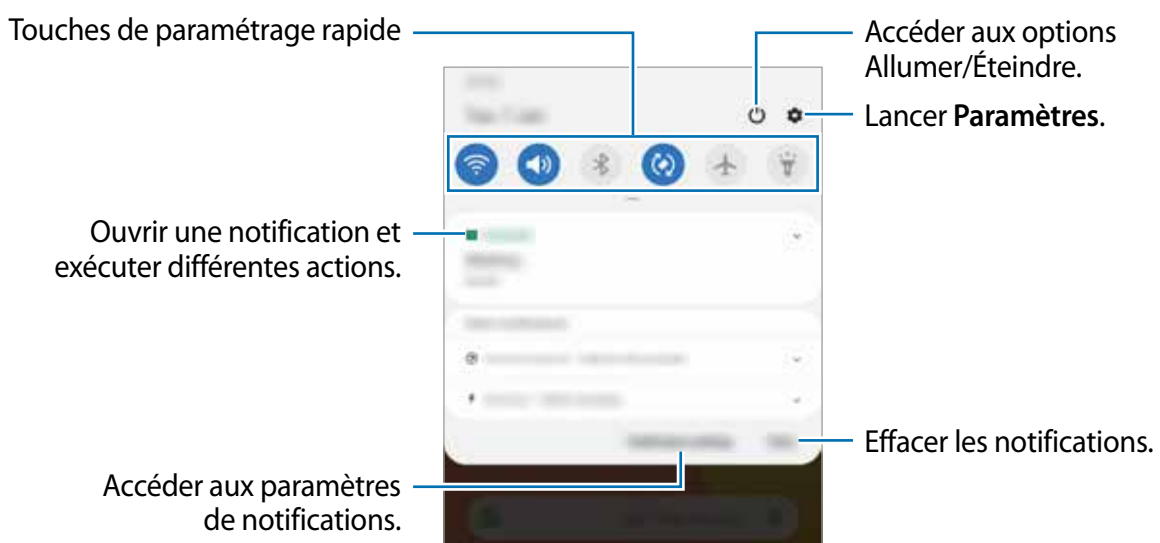 Touches de paramétrage rapide
Accéder aux options
Allumer/Éteindre.
Lancer Paramètres.
Ouvrir une notification et
exécuter différentes actions.
Effacer les notifications.
Accéder aux paramètres
de notifications.